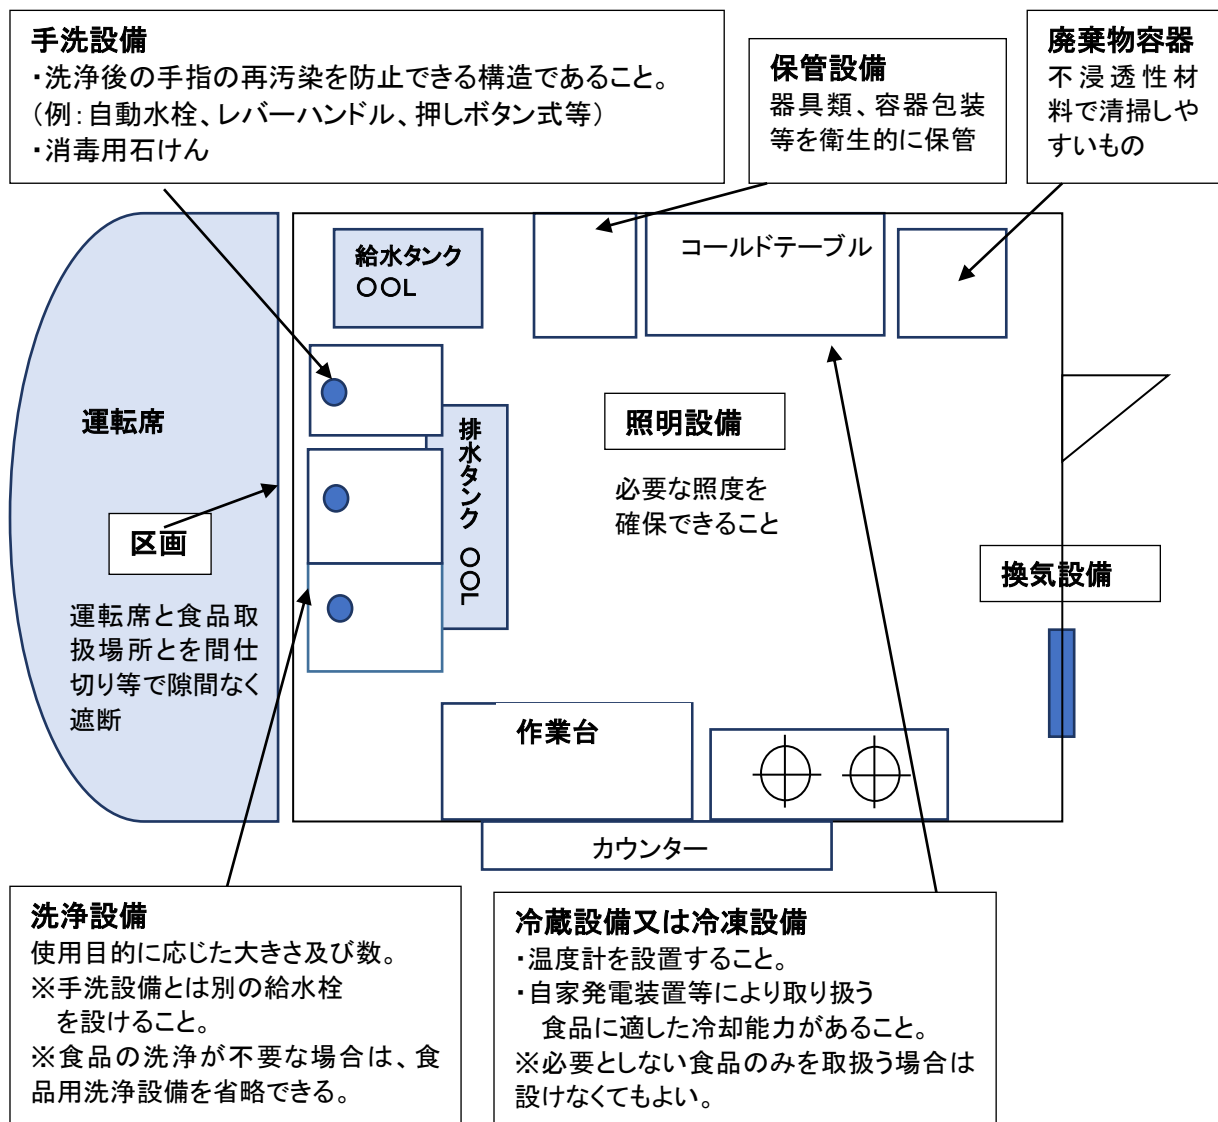 手洗設備
・洗浄後の手指の再汚染を防止できる構造であること。
（例：自動水栓、レバーハンドル、押しボタン式等）
・消毒用石けん
保管設備
器具類、容器包装
等を衛生的に保管
廃棄物容器
不浸透性材
料で清掃しや
すいもの
給水タンク
〇〇L
コールドテーブル
運転席
排水タンク 〇〇L
照明設備
必要な照度を
確保できること
区画
運転席と食品取
扱場所とを間仕
切り等で隙間なく
遮断
換気設備
作業台
カウンター
洗浄設備
使用目的に応じた大きさ及び数。
※手洗設備とは別の給水栓
を設けること。
※食品の洗浄が不要な場合は、食
品用洗浄設備を省略できる。
冷蔵設備又は冷凍設備
・温度計を設置すること。
・自家発電装置等により取り扱う
食品に適した冷却能力があること。
※必要としない食品のみを取扱う場合は
設けなくてもよい。